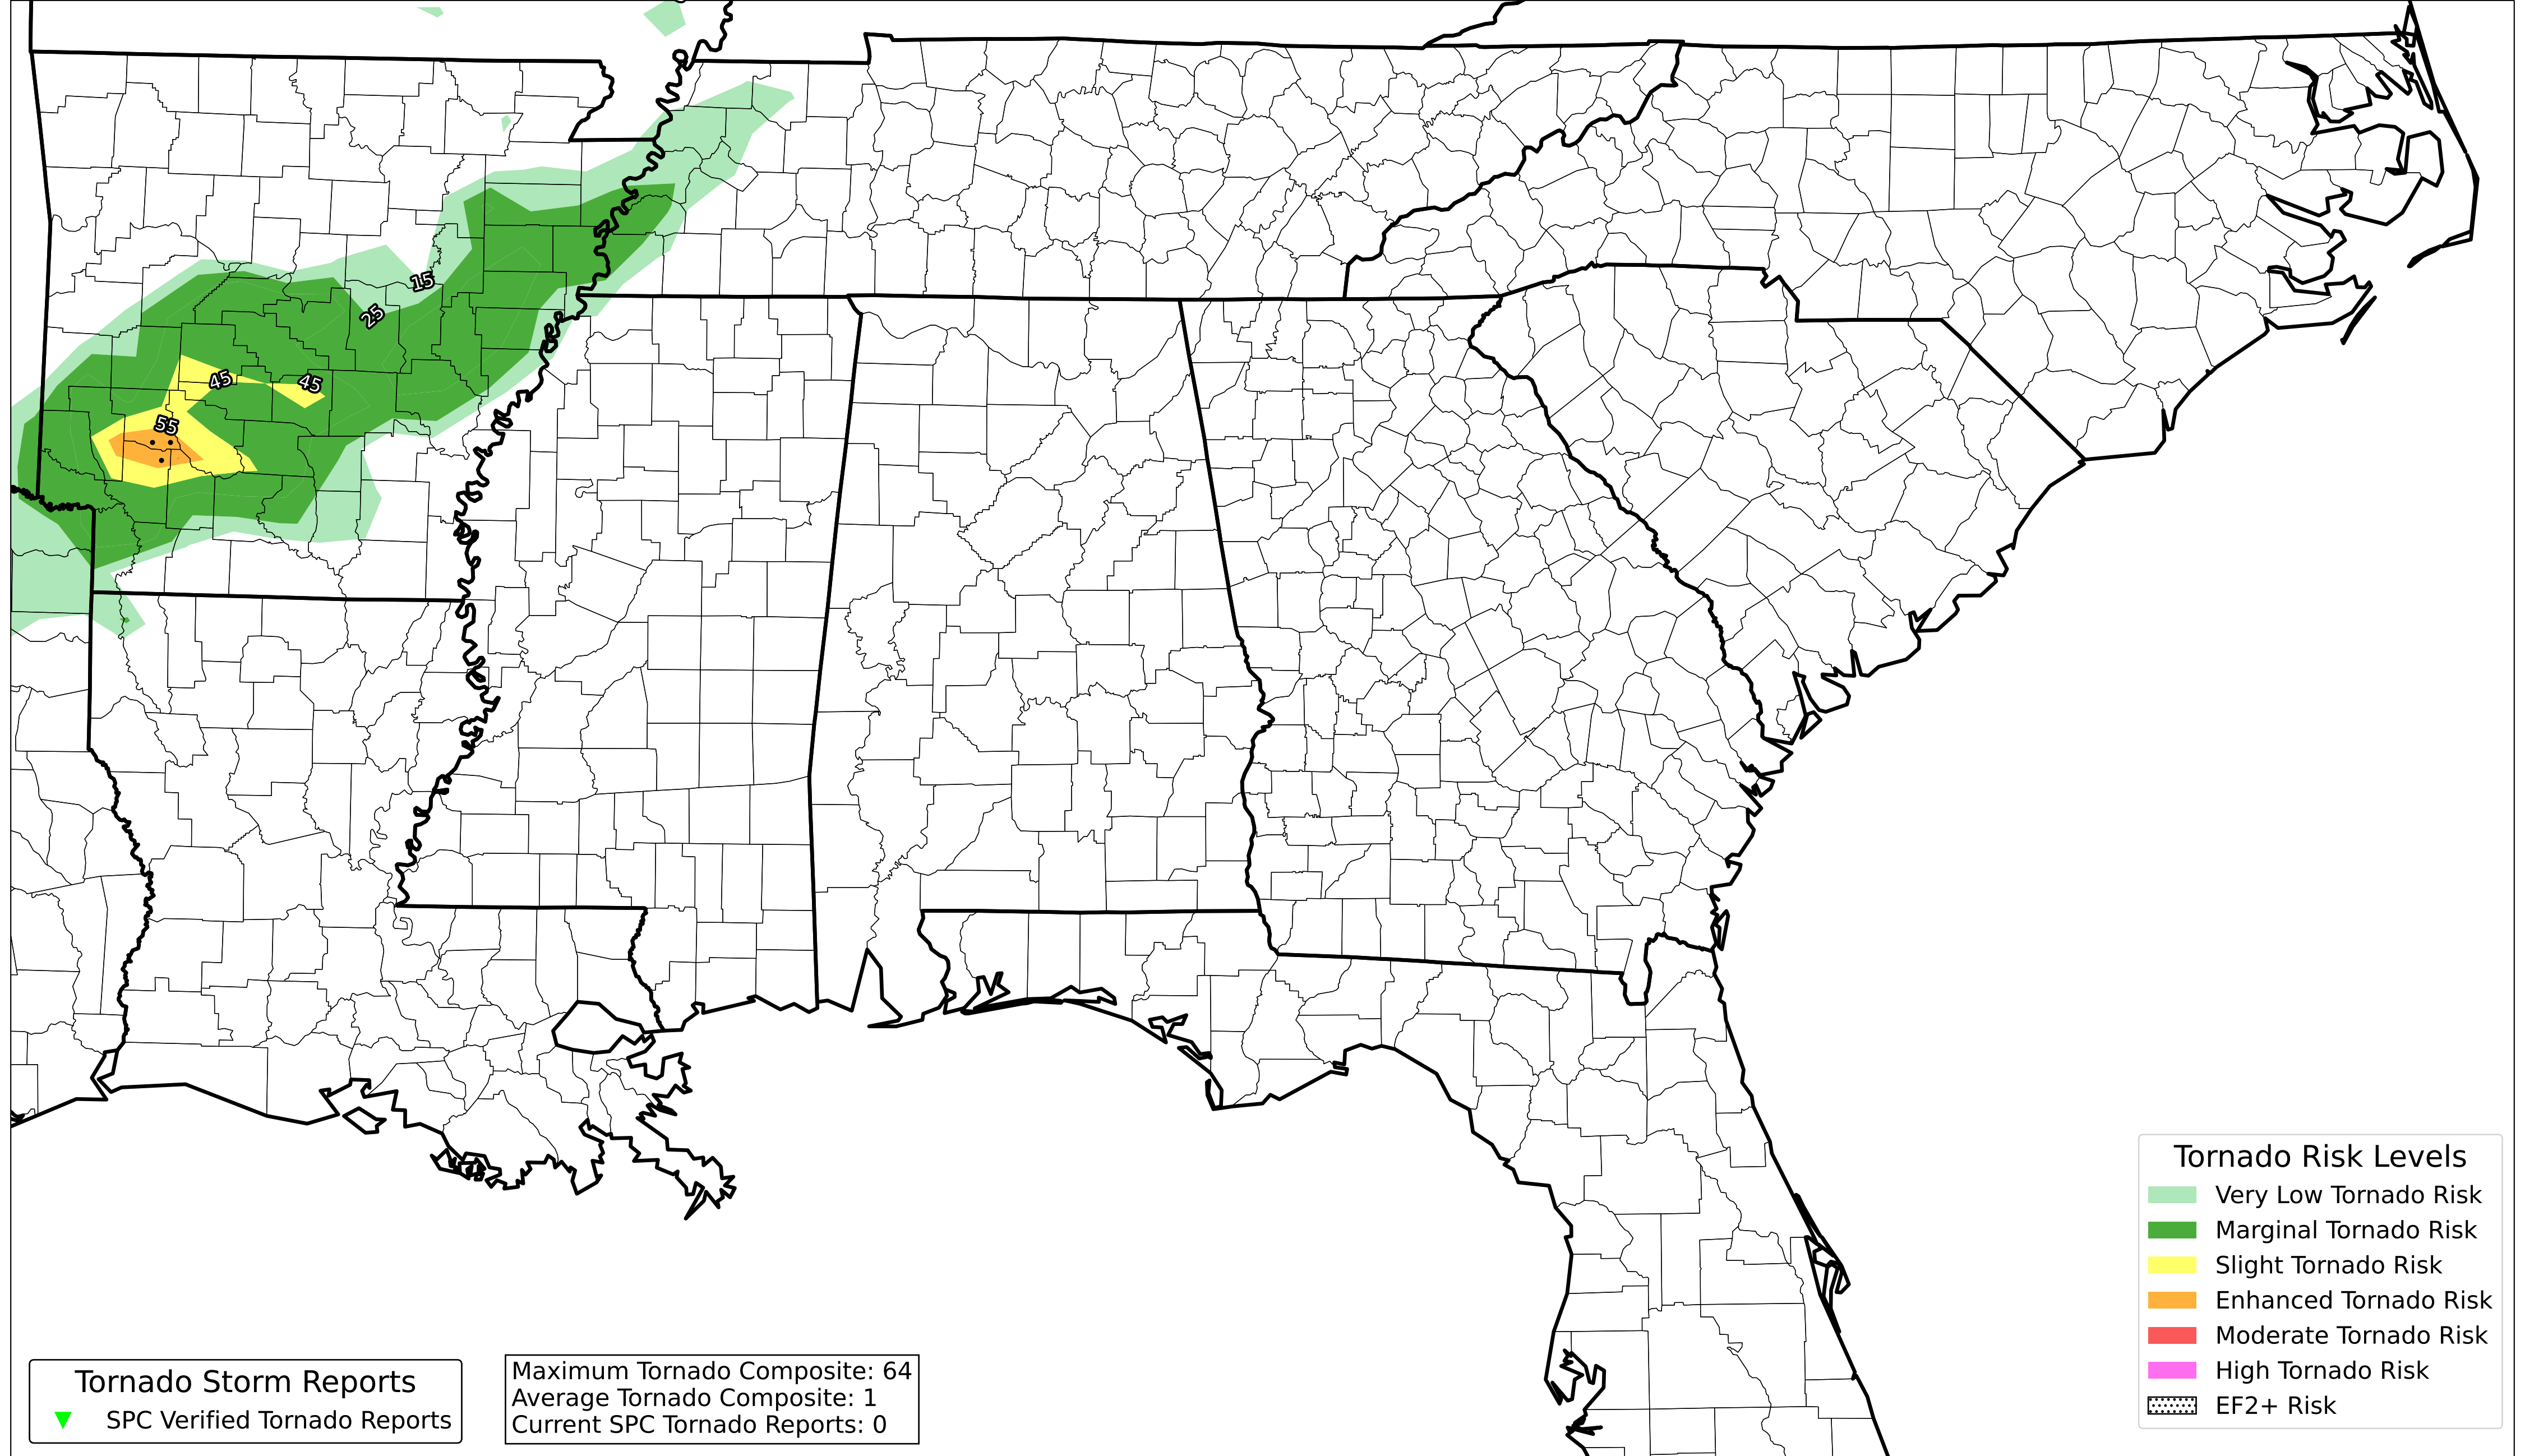 15
25
45
45
55
Tornado Storm Reports
SPC Verified Tornado Reports
Maximum Tornado Composite: 64
Average Tornado Composite: 1
Current SPC Tornado Reports: 0
Tornado Risk Levels
Very Low Tornado Risk
Marginal Tornado Risk
Slight Tornado Risk
Enhanced Tornado Risk
Moderate Tornado Risk
High Tornado Risk
EF2+ Risk